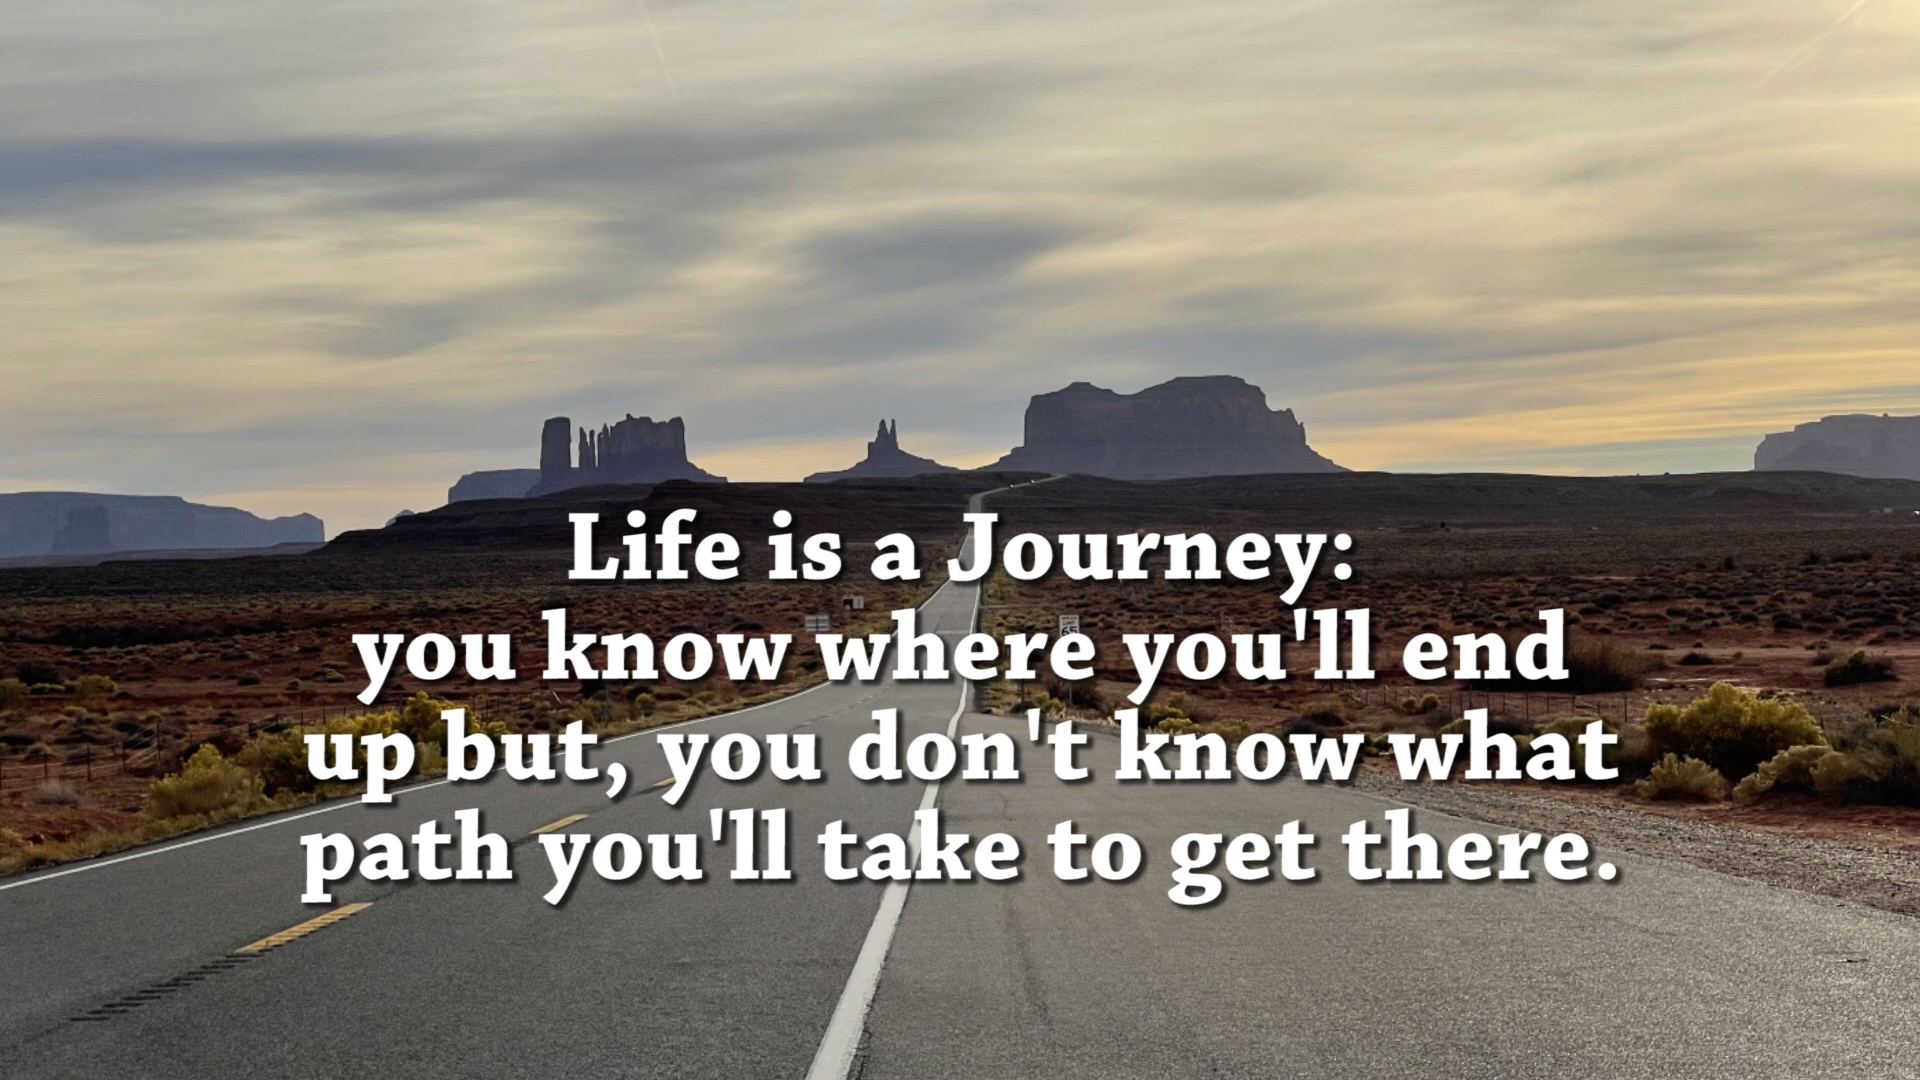 Life is a Journey:
you know where you'll end
up but, you don't know what
path you'll take to get there.